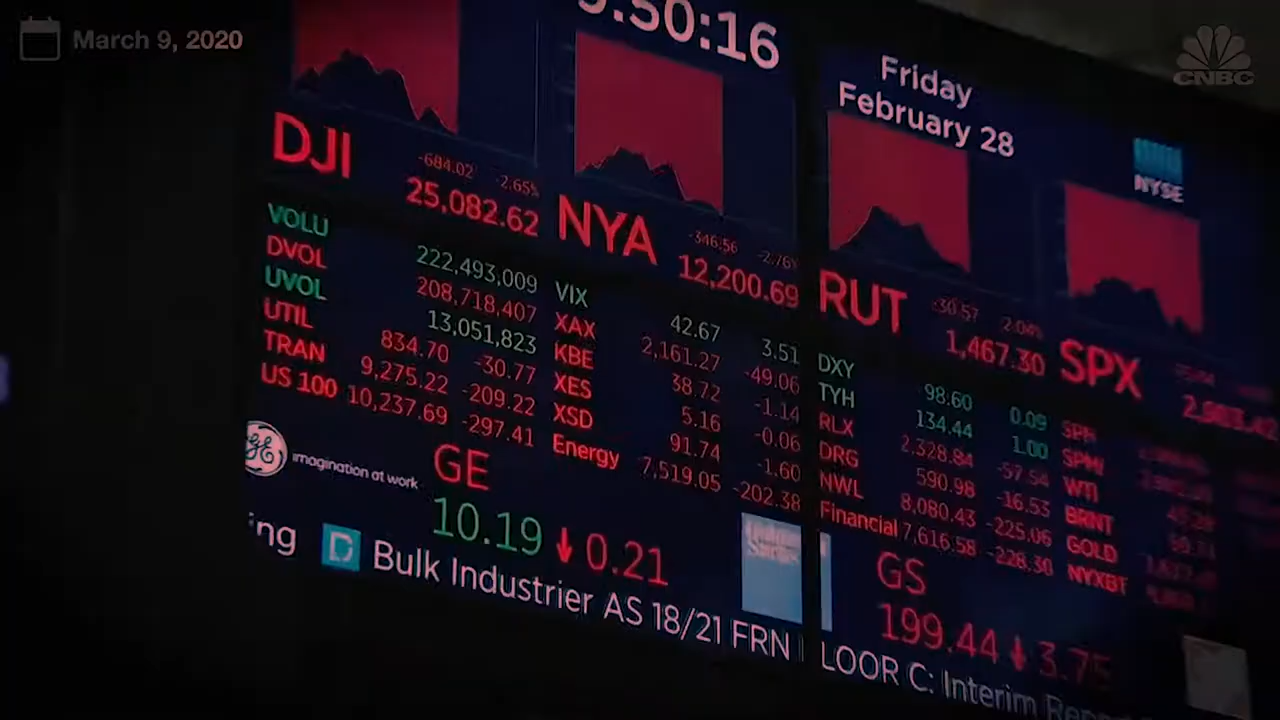 March 9, 2020
CNBC
:50:16
Friday
February 28
NYSE
DJI -684.02 -2.65%
25,082.62
NYA -346.56 -2.76%
12,200.69
RUT -30.57 2.04%
1,467.30
SPX
VOLU 222,493,009
DVOL 208,718,407
UVOL 13,051,823
UTIL 834.70 -30.77
TRAN 9,275.22 -209.22
US 100 10,237.69 -297.41
VIX 42.67 3.51
XAX 2,161.27 -49.06
KBE 38.72 -1.14
XES 5.16 -0.06
XSD 91.74 -1.60
Energy 7,519.05 -202.38
DXY 98.60 0.09
TYH 134.44 1.00
RLX 2,328.84 -57.54
DRG 590.98 -16.53
NWL 8,080.43 -225.06
Financial 7,616.58 -228.30
WTI
BRNT
GOLD
NYXBT
GE imagination at work
GE
10.19 ↓ 0.21
GS
199.44 ↓ 3.75
ing D Bulk Industrier AS 18/21 FRN
LOOR C: Interim